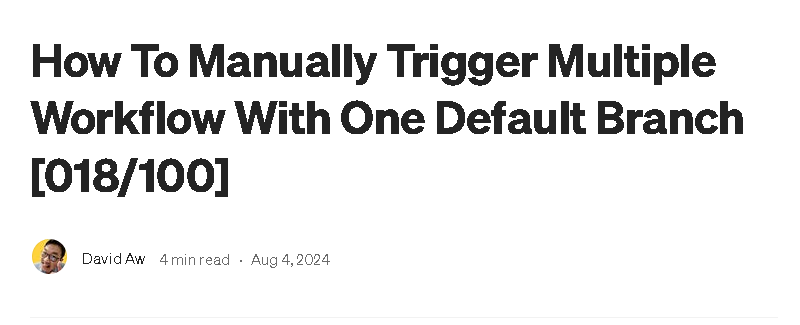 How To Manually Trigger Multiple
Workflow With One Default Branch
[018/100]
David Aw 4 min read · Aug 4, 2024